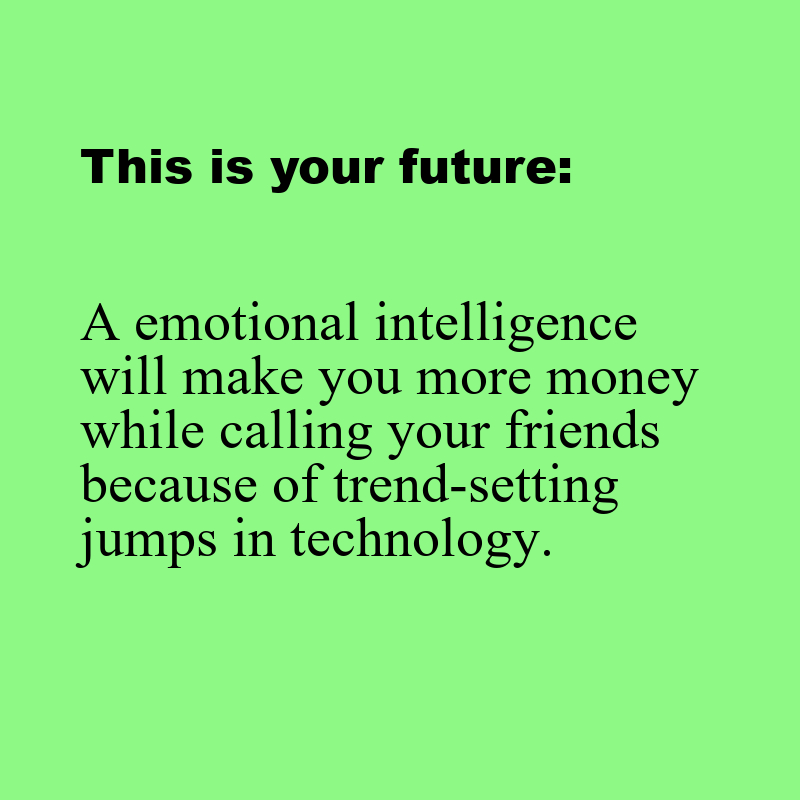 This is your future:
A emotional intelligence
will make you more money
while calling your friends
because of trend-setting
jumps in technology.